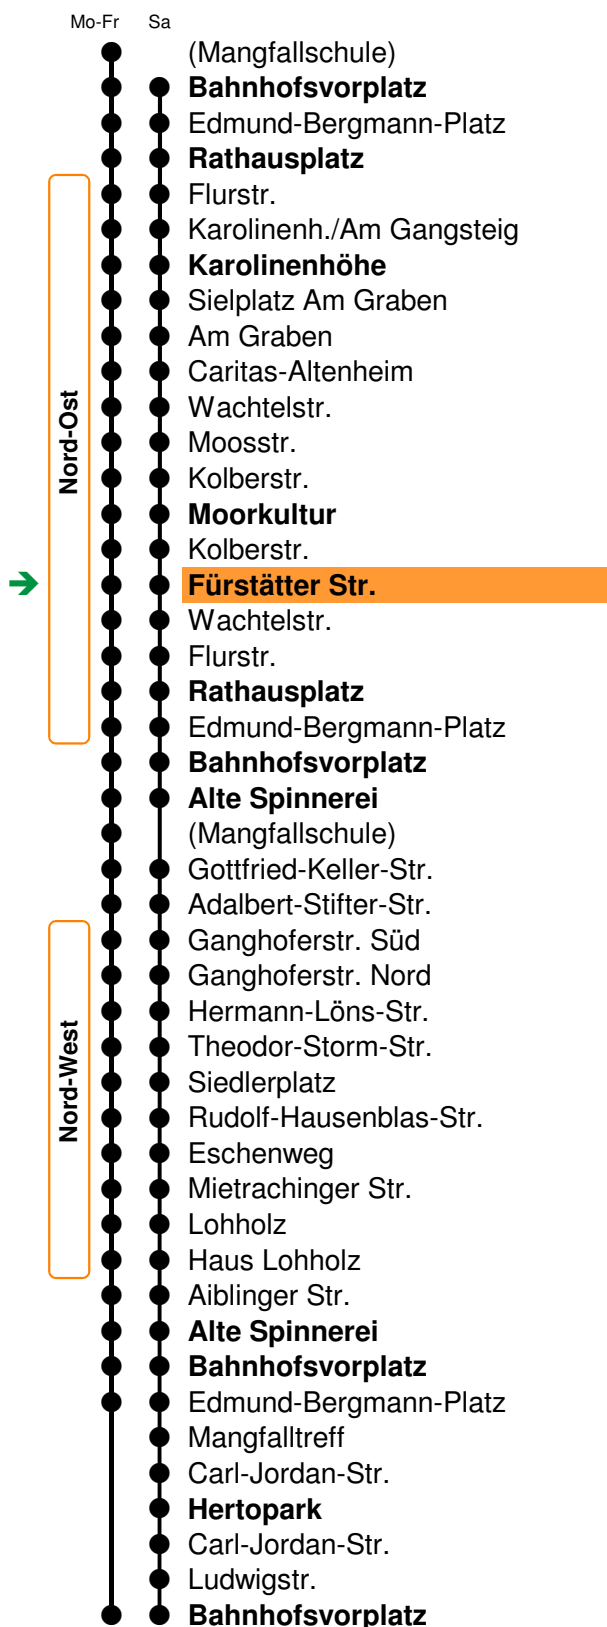 Mo-Fr Sa
(Mangfallschule)
Bahnhofsvorplatz
Edmund-Bergmann-Platz
Rathausplatz
Flurstr.
Karolinenh./Am Gangsteig
Karolinenhöhe
Sielplatz Am Graben
Am Graben
Caritas-Altenheim
Wachtelstr.
Nord-Ost
Moosstr.
Kolberstr.
Moorkultur
Kolberstr.
Fürstätter Str.
Wachtelstr.
Flurstr.
Rathausplatz
Edmund-Bergmann-Platz
Bahnhofsvorplatz
Alte Spinnerei
(Mangfallschule)
Gottfried-Keller-Str.
Adalbert-Stifter-Str.
Ganghoferstr. Süd
Ganghoferstr. Nord
Hermann-Löns-Str.
Theodor-Storm-Str.
Nord-West
Siedlerplatz
Rudolf-Hausenblas-Str.
Eschenweg
Mietrachinger Str.
Lohholz
Haus Lohholz
Aiblinger Str.
Alte Spinnerei
Bahnhofsvorplatz
Edmund-Bergmann-Platz
Mangfalltreff
Carl-Jordan-Str.
Hertopark
Carl-Jordan-Str.
Ludwigstr.
Bahnhofsvorplatz